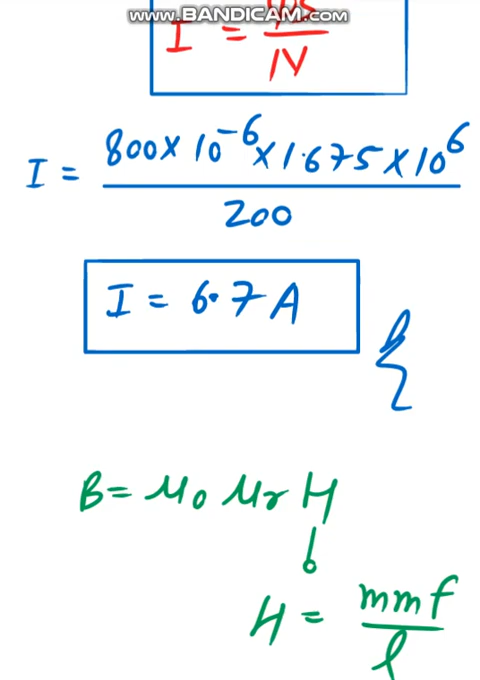 www.BANDICAM.com
I = / N
I = 800 × 10⁻⁶ × 1.675 × 10⁶ / 200
I = 6.7 A
B = μ₀ μᵣ H
H = mmf / l